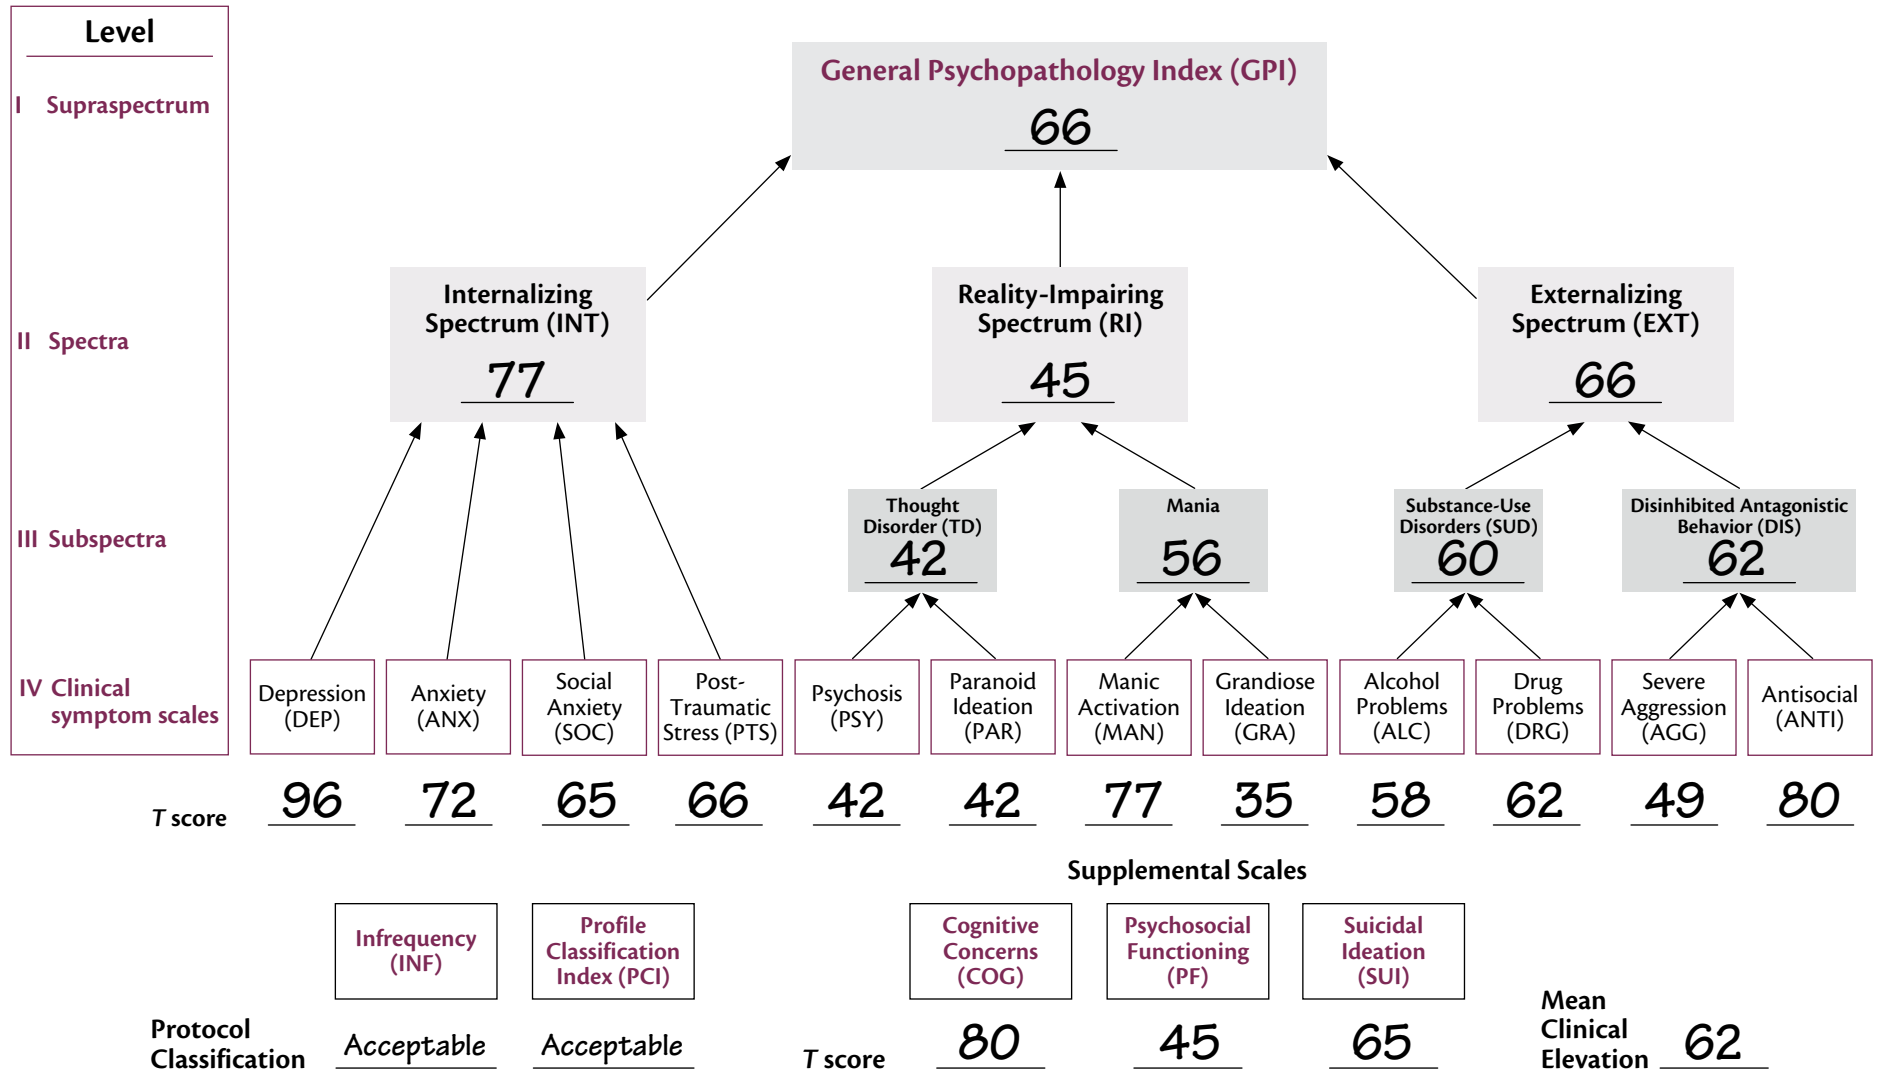 Level
I Supraspectrum
General Psychopathology Index (GPI)
66
II Spectra
Internalizing
Spectrum (INT)
77
Reality-Impairing
Spectrum (RI)
45
Externalizing
Spectrum (EXT)
66
III Subspectra
Thought
Disorder (TD)
42
Mania
56
Substance-Use
Disorders (SUD)
60
Disinhibited Antagonistic
Behavior (DIS)
62
IV Clinical
symptom scales
Depression
(DEP)
Anxiety
(ANX)
Social
Anxiety
(SOC)
Post-
Traumatic
Stress (PTS)
Psychosis
(PSY)
Paranoid
Ideation
(PAR)
Manic
Activation
(MAN)
Grandiose
Ideation
(GRA)
Alcohol
Problems
(ALC)
Drug
Problems
(DRG)
Severe
Aggression
(AGG)
Antisocial
(ANTI)
T score 96 72 65 66 42 42 77 35 58 62 49 80
Supplemental Scales
Infrequency
(INF)
Profile
Classification
Index (PCI)
Cognitive
Concerns
(COG)
Psychosocial
Functioning
(PF)
Suicidal
Ideation
(SUI)
Protocol
Classification
Acceptable Acceptable
T score 80 45 65
Mean
Clinical
Elevation 62